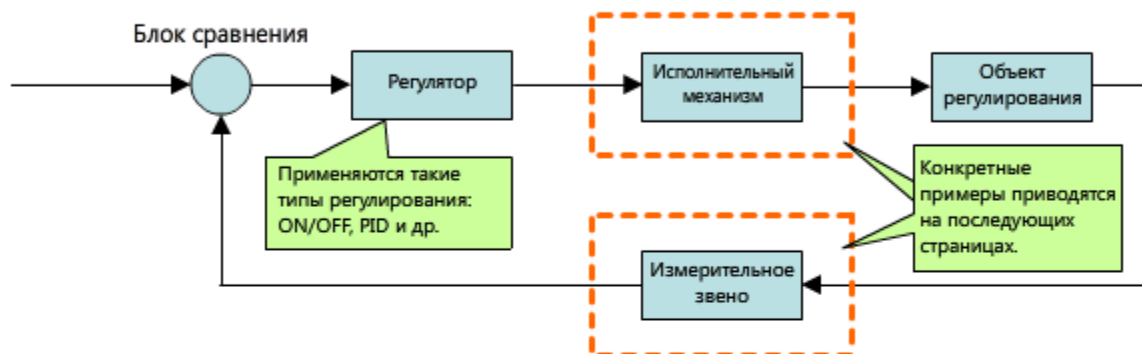 Блок сравнения
Регулятор
Исполнительный
механизм
Объект
регулирования
Применяются такие
типы регулирования:
ON/OFF, PID и др.
Конкретные
примеры приводятся
на последующих
страницах.
Измерительное
звено